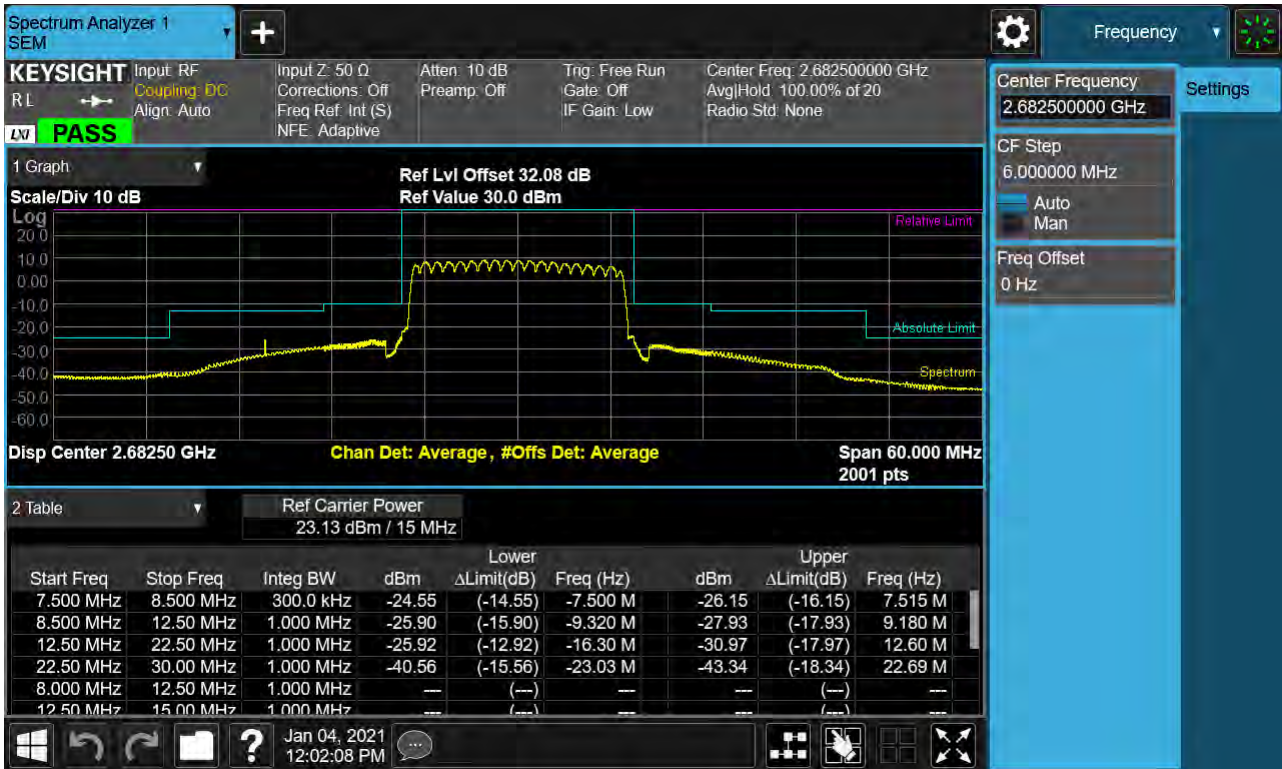 Spectrum Analyzer 1
SEM
Frequency
KEYSIGHT
R L
LXI
PASS
Input: RF
Coupling: DC
Align: Auto
Input Z: 50 Ω
Corrections: Off
Freq Ref: Int (S)
NFE: Adaptive
Atten: 10 dB
Preamp: Off
Trig: Free Run
Gate: Off
IF Gain: Low
Center Freq: 2.682500000 GHz
Avg|Hold: 100.00% of 20
Radio Std: None
Center Frequency
2.682500000 GHz
Settings
CF Step
6.000000 MHz
Auto
Man
Freq Offset
0 Hz
1 Graph
Scale/Div 10 dB
Ref Lvl Offset 32.08 dB
Ref Value 30.0 dBm
Log
20.0
10.0
0.00
-10.0
-20.0
-30.0
-40.0
-50.0
-60.0
Relative Limit
Absolute Limit
Spectrum
Disp Center 2.68250 GHz
Chan Det: Average, #Offs Det: Average
Span 60.000 MHz
2001 pts
2 Table
Ref Carrier Power
23.13 dBm / 15 MHz
Lower Upper
Start Freq Stop Freq Integ BW dBm ΔLimit(dB) Freq (Hz) dBm ΔLimit(dB) Freq (Hz)
7.500 MHz 8.500 MHz 300.0 kHz -24.55 (-14.55) -7.500 M -26.15 (-16.15) 7.515 M
8.500 MHz 12.50 MHz 1.000 MHz -25.90 (-15.90) -9.320 M -27.93 (-17.93) 9.180 M
12.50 MHz 22.50 MHz 1.000 MHz -25.92 (-12.92) -16.30 M -30.97 (-17.97) 12.60 M
22.50 MHz 30.00 MHz 1.000 MHz -40.56 (-15.56) -23.03 M -43.34 (-18.34) 22.69 M
8.000 MHz 12.50 MHz 1.000 MHz --- (---) --- --- (---) ---
12.50 MHz 15.00 MHz 1.000 MHz --- (---) --- --- (---) ---
Jan 04, 2021
12:02:08 PM